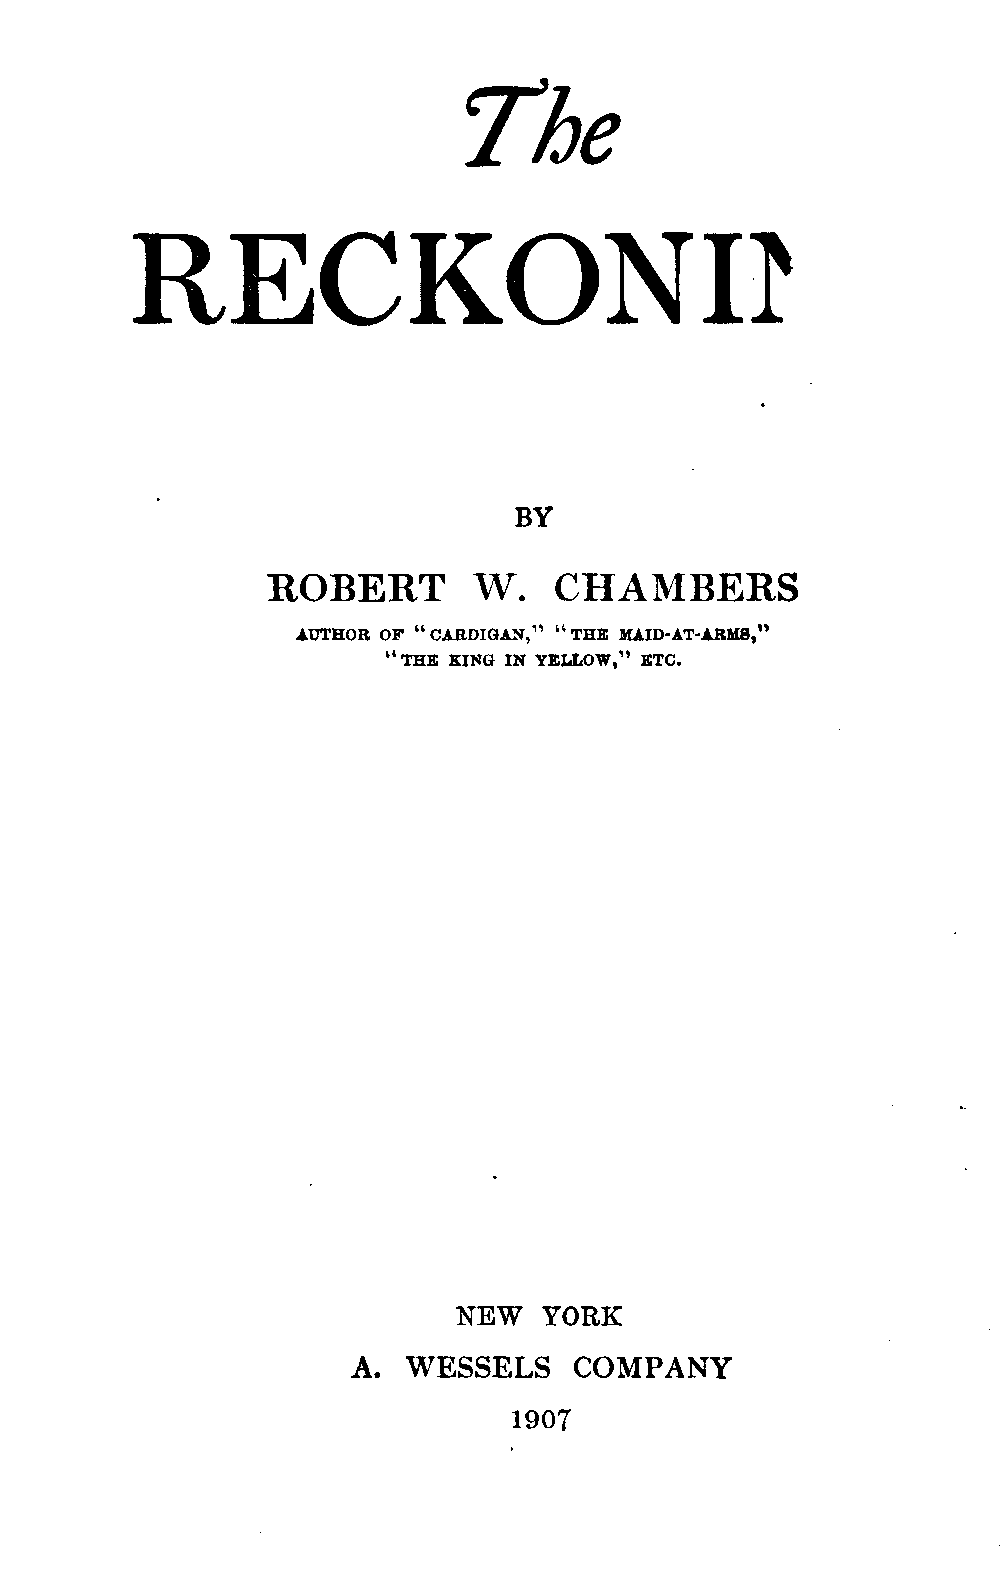 The
RECKONIN
BY
ROBERT W. CHAMBERS
AUTHOR OF "CARDIGAN," "THE MAID-AT-ARMS,"
"THE KING IN YELLOW," ETC.
NEW YORK
A. WESSELS COMPANY
1907